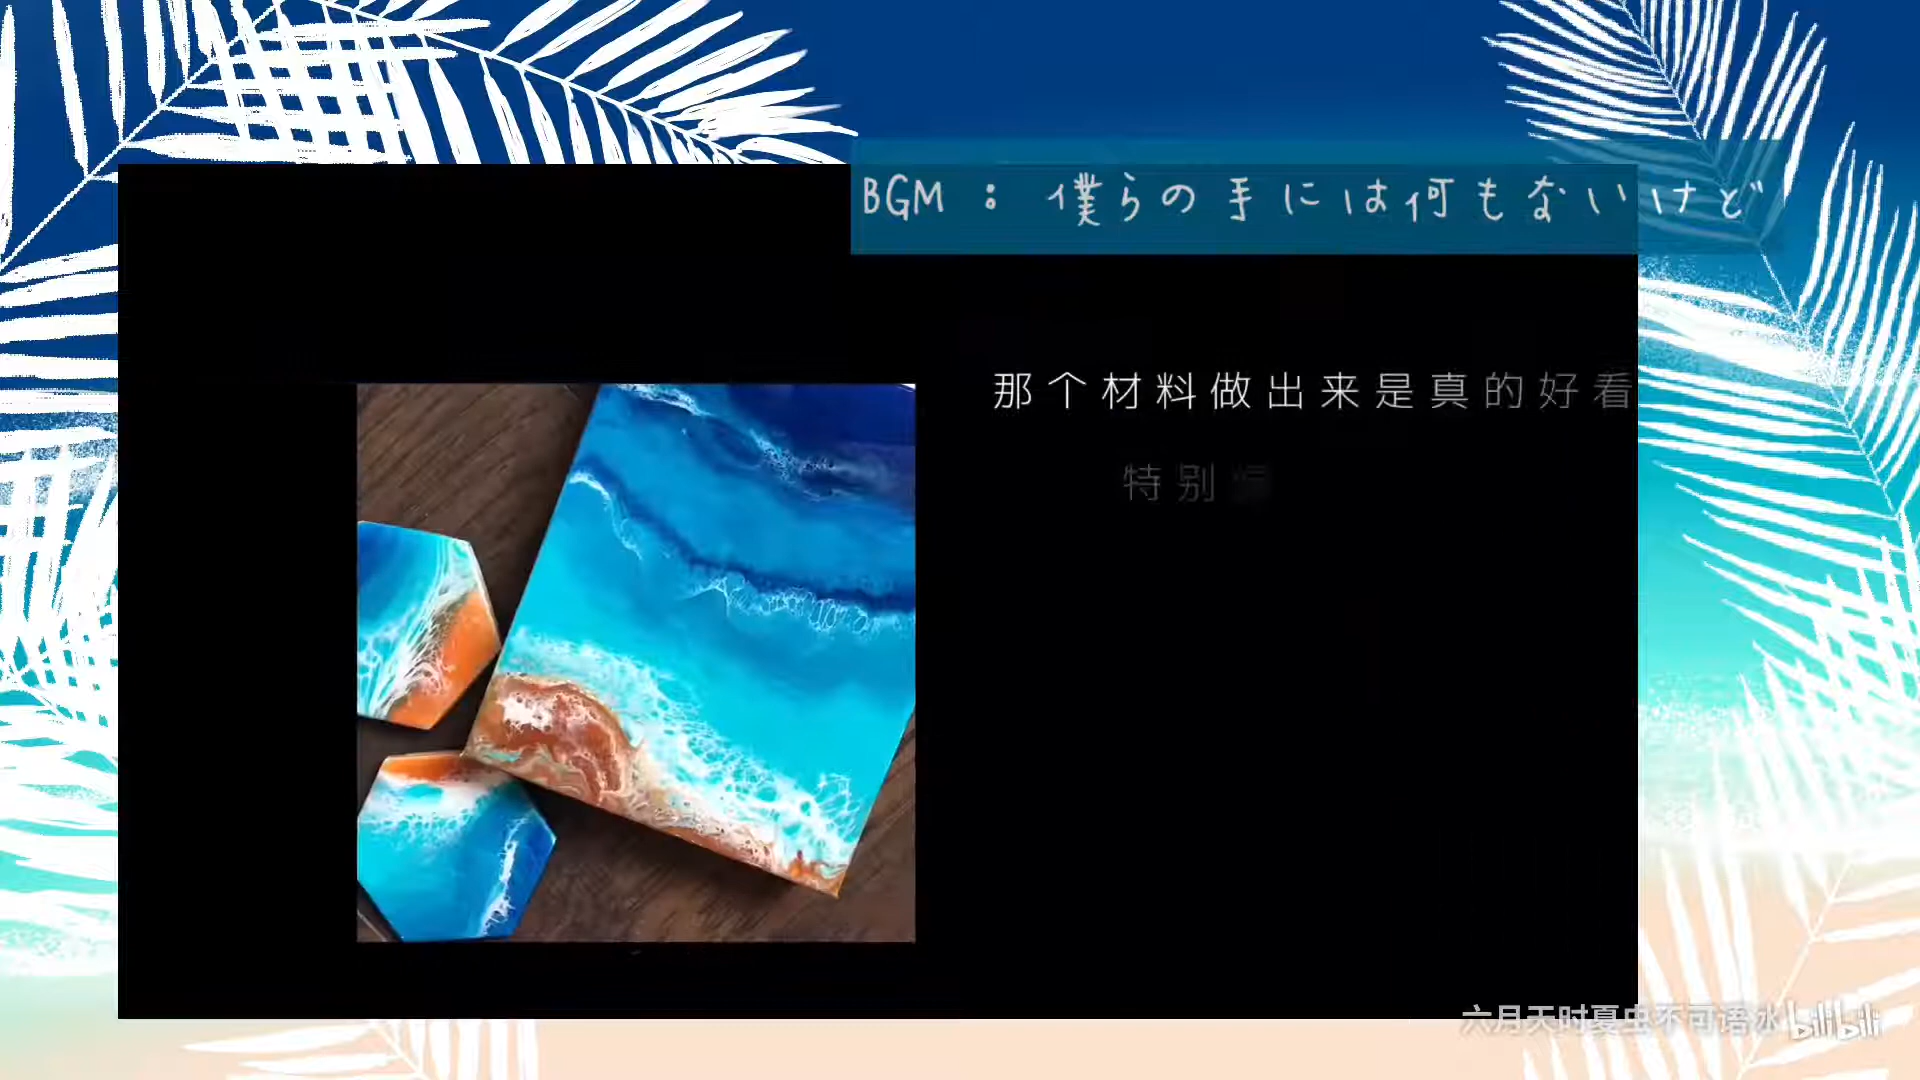 BGM : 僕らの手には何もないけど
那个材料做出来是真的好看
特别
六月天时夏虫不可语冰 bilibili